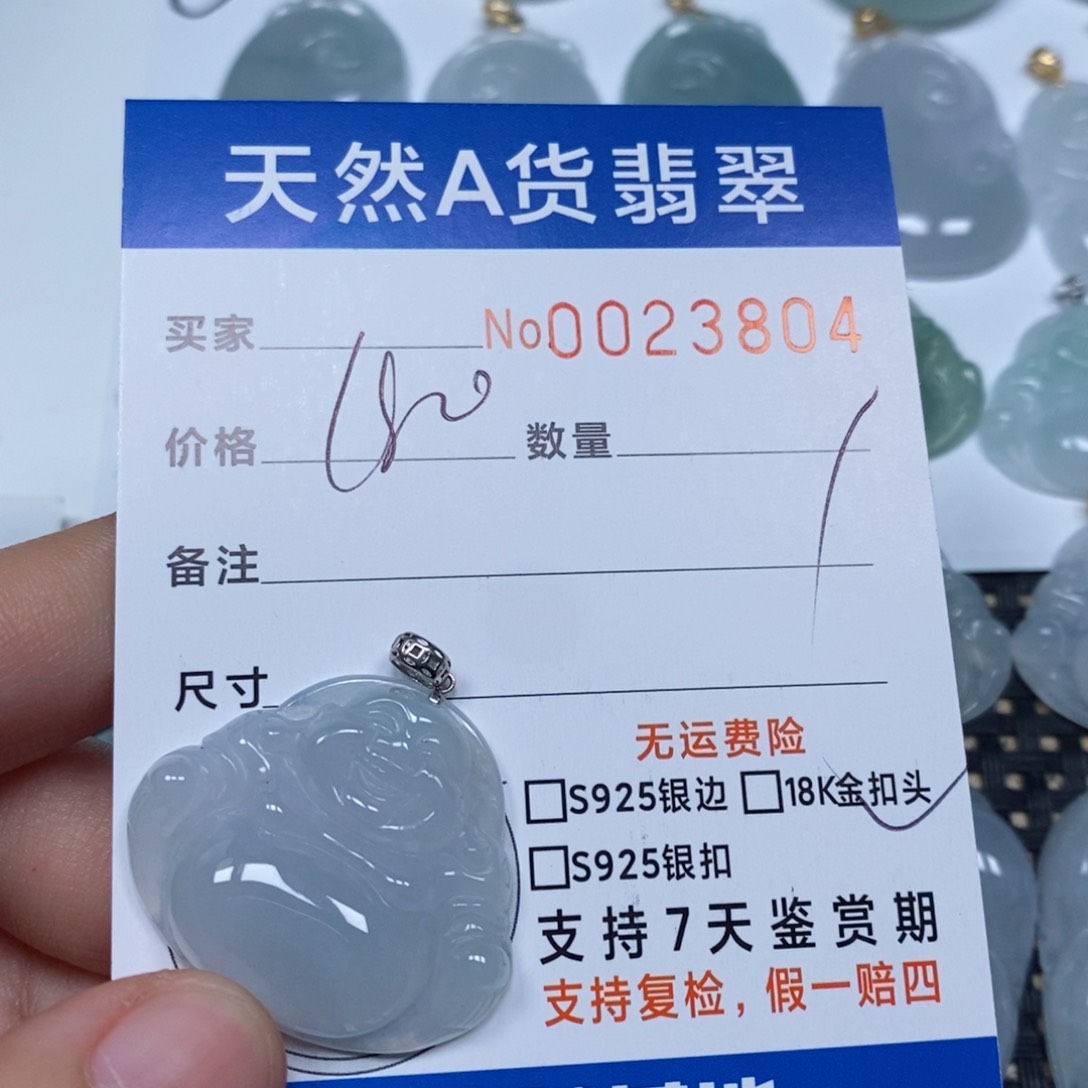 天然A货翡翠
买家 No0023804
价格 数量 1
备注
尺寸
无运费险
□S925银边 □18K金扣头
□S925银扣
支持7天鉴赏期
支持复检，假一赔四